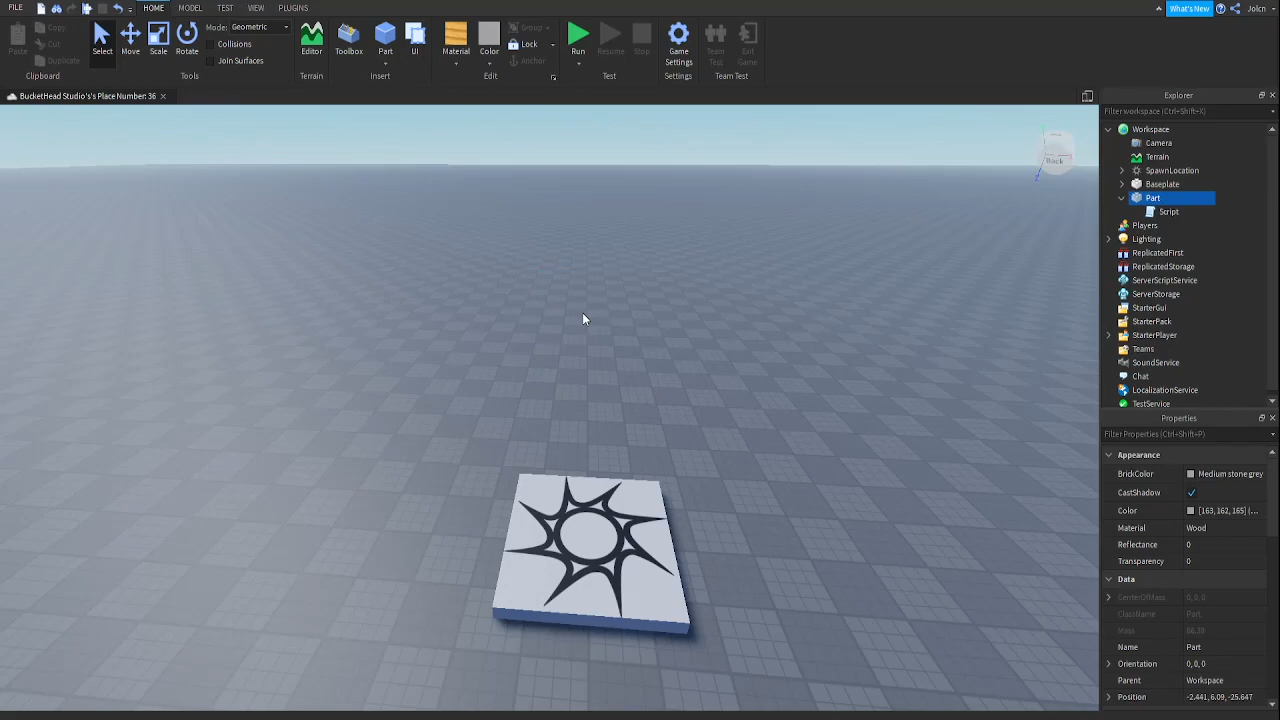 FILE HOME MODEL TEST VIEW PLUGINS What's New Jolcn
Paste Copy Cut Duplicate Select Move Scale Rotate Mode: Geometric Collisions Join Surfaces Editor Toolbox Part UI Material Color Group Lock Anchor Run Resume Stop Game Settings Team Test Exit Game
Clipboard Tools Terrain Insert Edit Test Settings Team Test
BucketHead Studio's's Place Number: 36
Explorer
Filter workspace (Ctrl+Shift+X)
Workspace
Camera
Terrain
SpawnLocation
Baseplate
Part
Script
Players
Lighting
ReplicatedFirst
ReplicatedStorage
ServerScriptService
ServerStorage
StarterGui
StarterPack
StarterPlayer
Teams
SoundService
Chat
LocalizationService
TestService
Back
Properties
Filter Properties (Ctrl+Shift+P)
Appearance
BrickColor Medium stone grey
CastShadow
Color [163,162,165] (...
Material Wood
Reflectance 0
Transparency 0
Data
CenterOfMass 0,0,0
ClassName Part
Mass 86.39
Name Part
Orientation 0,0,0
Parent Workspace
Position -2.441, 6.09, -25.647